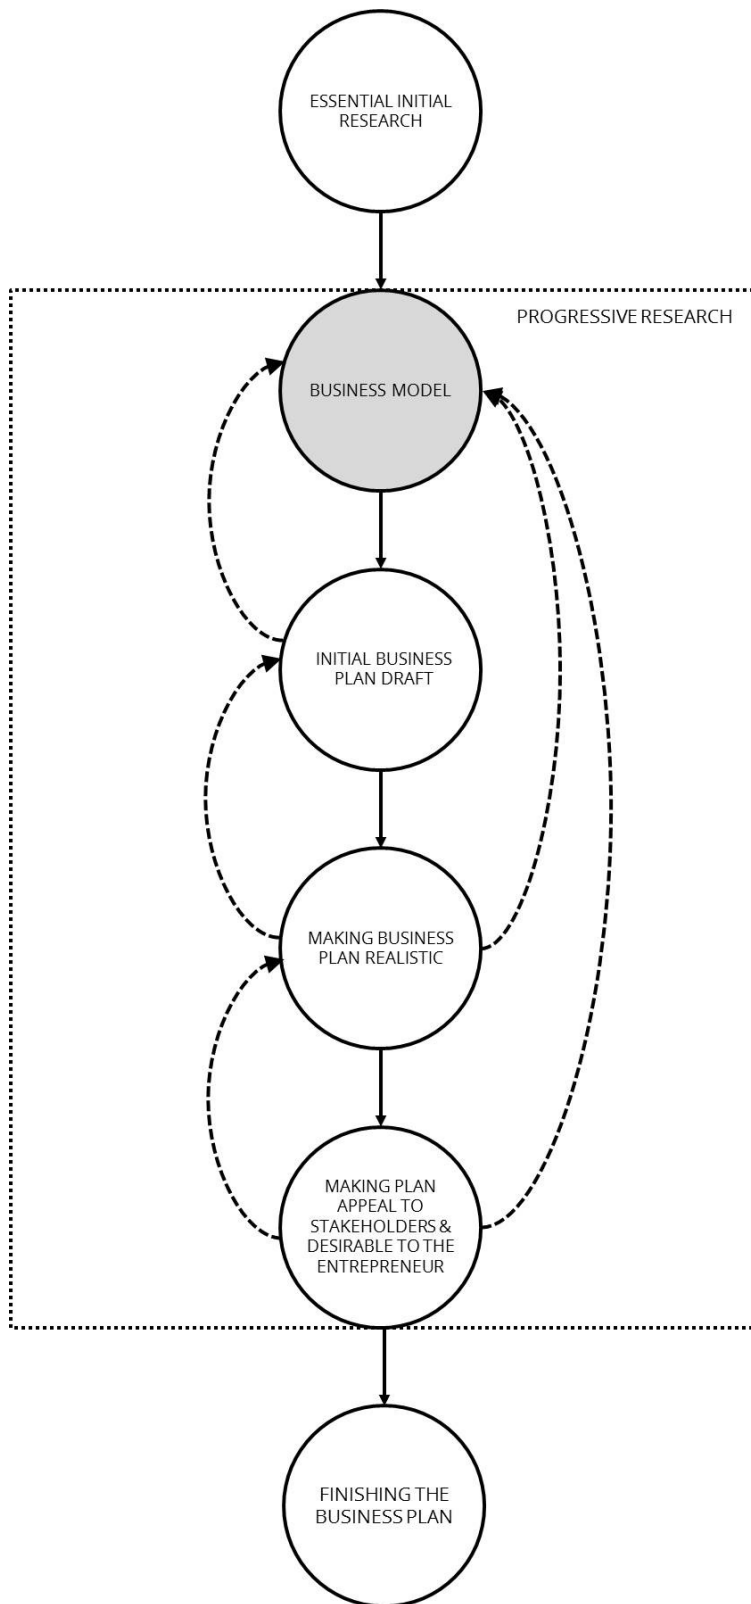 ESSENTIAL INITIAL
RESEARCH
PROGRESSIVE RESEARCH
BUSINESS MODEL
INITIAL BUSINESS
PLAN DRAFT
MAKING BUSINESS
PLAN REALISTIC
MAKING PLAN
APPEAL TO
STAKEHOLDERS &
DESIRABLE TO THE
ENTREPRENEUR
FINISHING THE
BUSINESS PLAN